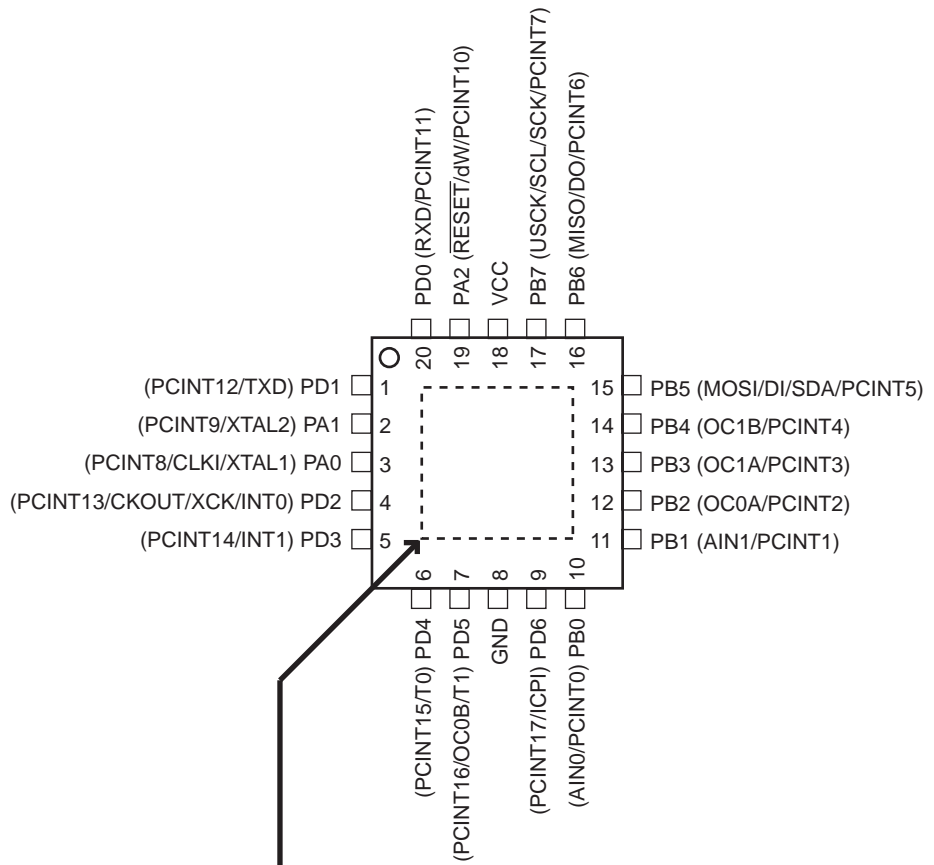 PD0 (RXD/PCINT11)
PA2 (RESET/dW/PCINT10)
VCC
PB7 (USCK/SCL/SCK/PCINT7)
PB6 (MISO/DO/PCINT6)
20
19
18
17
16
(PCINT12/TXD) PD1
1
(PCINT9/XTAL2) PA1
2
(PCINT8/CLKI/XTAL1) PA0
3
(PCINT13/CKOUT/XCK/INT0) PD2
4
(PCINT14/INT1) PD3
5
15
PB5 (MOSI/DI/SDA/PCINT5)
14
PB4 (OC1B/PCINT4)
13
PB3 (OC1A/PCINT3)
12
PB2 (OC0A/PCINT2)
11
PB1 (AIN1/PCINT1)
6
7
8
9
10
(PCINT15/T0) PD4
(PCINT16/OC0B/T1) PD5
GND
(PCINT17/ICPI) PD6
(AIN0/PCINT0) PB0